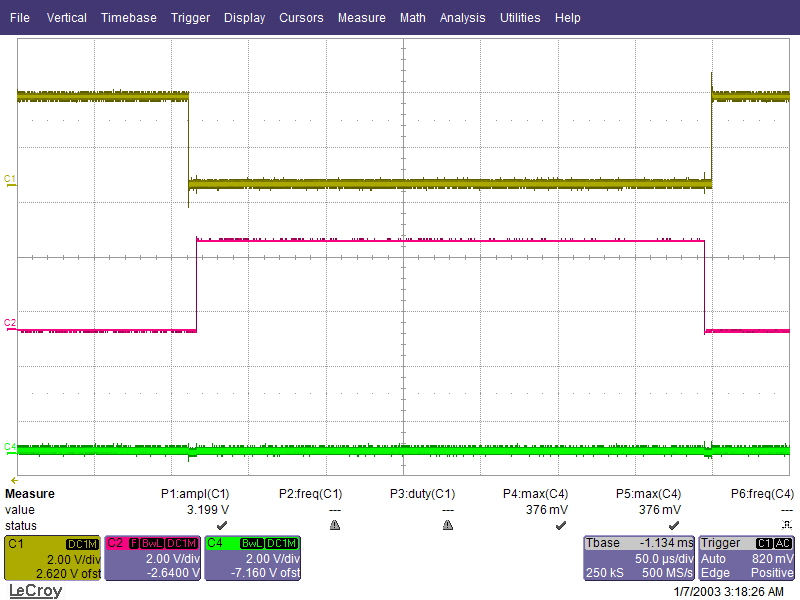 File Vertical Timebase Trigger Display Cursors Measure Math Analysis Utilities Help
C1
C2
C4
Measure P1:ampl(C1) P2:freq(C1) P3:duty(C1) P4:max(C4) P5:max(C4) P6:freq(C4)
value 3.199 V --- --- 376 mV 376 mV ---
status
C1 DC1M
2.00 V/div
2.620 V ofst
C2 F BwL DC1M
2.00 V/div
-2.6400 V
C4 BwL DC1M
2.00 V/div
-7.160 V ofst
Tbase -1.134 ms
50.0 µs/div
250 kS 500 MS/s
Trigger C1 AC
Auto 820 mV
Edge Positive
LeCroy
1/7/2003 3:18:26 AM